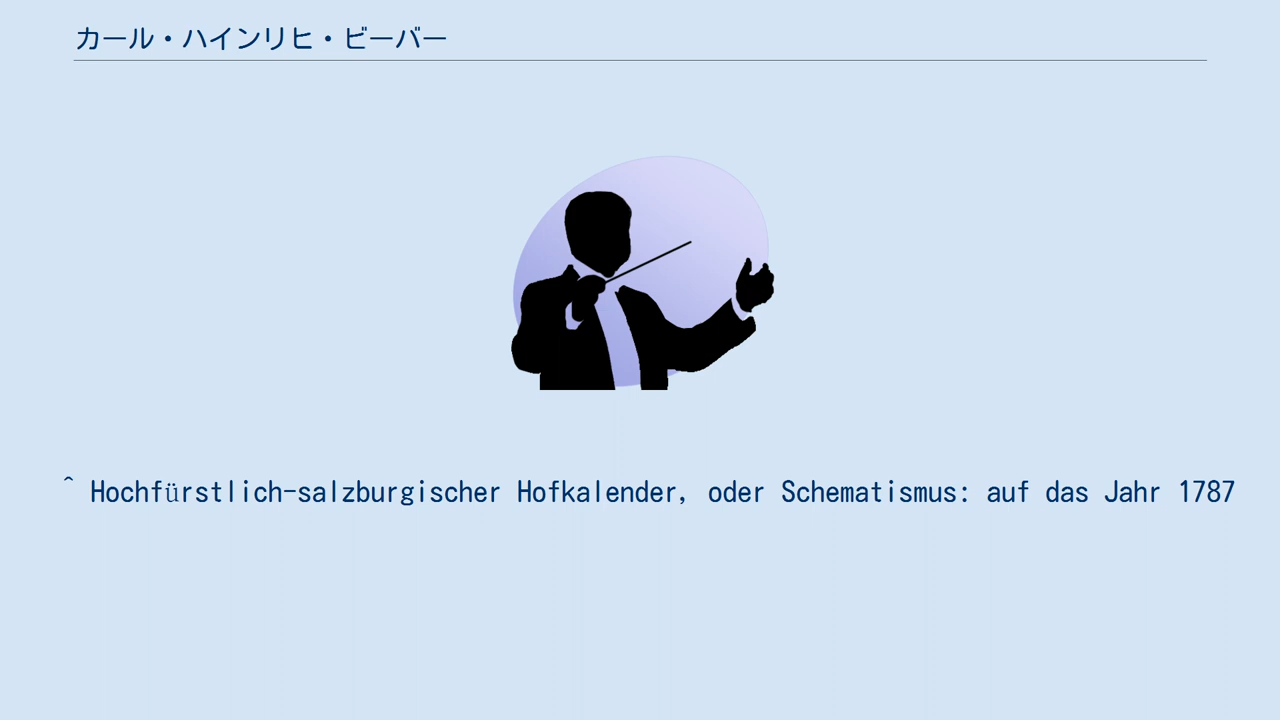 カール・ハインリヒ・ビーバー
^ Hochfürstlich-salzburgischer Hofkalender, oder Schematismus: auf das Jahr 1787